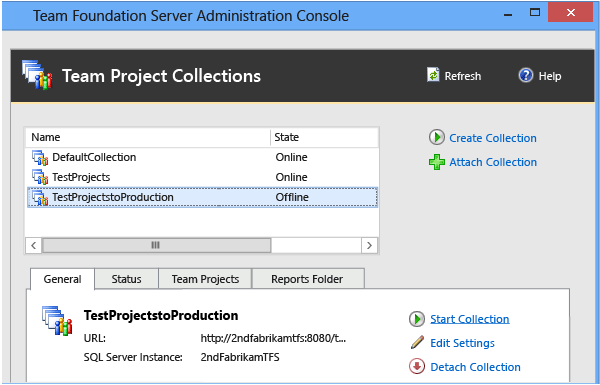 Team Foundation Server Administration Console
Team Project Collections
Refresh
Help
Name State
DefaultCollection Online
TestProjects Online
TestProjectstoProduction Offline
Create Collection
Attach Collection
General Status Team Projects Reports Folder
TestProjectstoProduction
URL: http://2ndfabrikamtfs:8080/t...
SQL Server Instance: 2ndFabrikamTFS
Start Collection
Edit Settings
Detach Collection